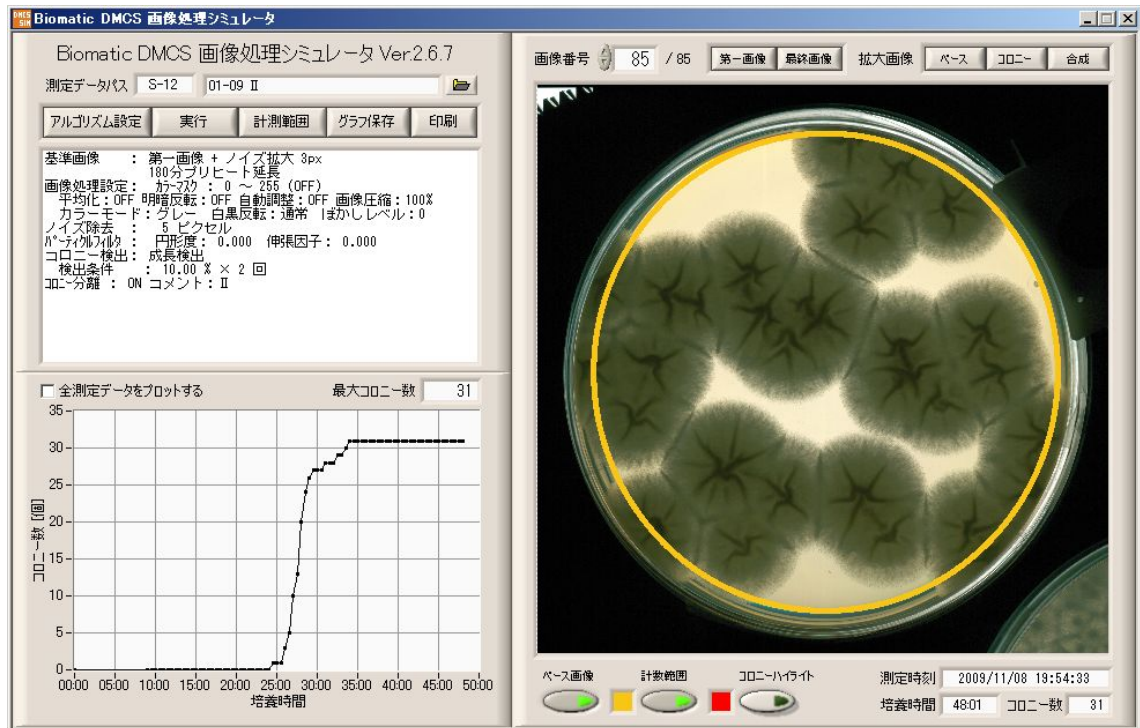 Biomatic DMCS 画像処理シミュレータ
Biomatic DMCS 画像処理シミュレータ Ver.2.6.7
測定データパス S-12 01-09 Ⅱ
アルゴリズム設定 実行 計測範囲 グラフ保存 印刷
基準画像 : 第一画像 + ノイズ拡大 3px
180分プリヒート延長
画像処理設定 : カラーマスク : 0 ~ 255 (OFF)
平均化:OFF 明暗反転:OFF 自動調整:OFF 画像圧縮:100%
カラーモード:グレー 白黒反転:通常 ぼかしレベル:0
ノイズ除去 : 5 ピクセル
パーティクルフィルタ : 円形度 : 0.000 伸張因子 : 0.000
コロニー検出: 成長検出
検出条件 : 10.00 % × 2 回
コロニー分離 : ON コメント:Ⅱ
全測定データをプロットする 最大コロニー数 31
35
30
25
20
15
10
5
0
コロニー数 [個]
00:00 05:00 10:00 15:00 20:00 25:00 30:00 35:00 40:00 45:00 50:00
培養時間
画像番号 85 / 85 第一画像 最終画像 拡大画像 ベース コロニー 合成
ベース画像 計数範囲 コロニーハイライト
測定時刻 2009/11/08 19:54:33
培養時間 48:01 コロニー数 31